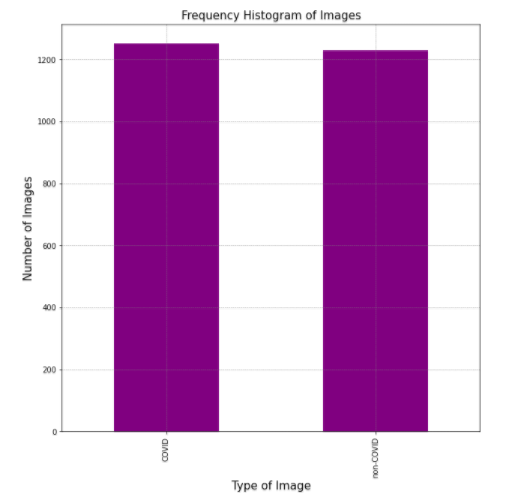 Frequency Histogram of Images
Number of Images
1200
1000
800
600
400
200
0
COVID
non-COVID
Type of Image